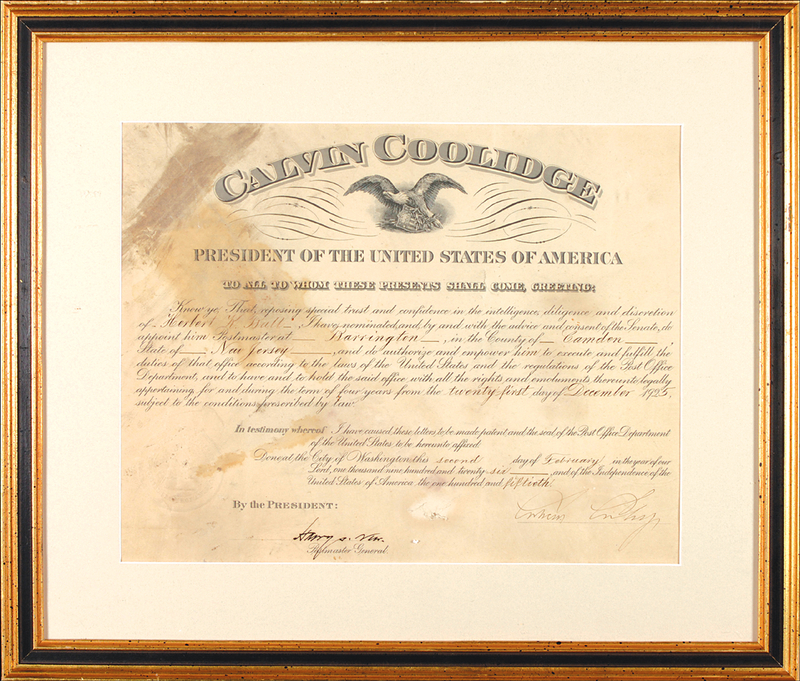 CALVIN COOLIDGE
PRESIDENT OF THE UNITED STATES OF AMERICA
TO ALL TO WHOM THESE PRESENTS SHALL COME, GREETING:
Know ye, That, reposing special trust and confidence in the intelligence, diligence and discretion
of Herbert Bull, I have nominated, and, by and with the advice and consent of the Senate, do
appoint him Postmaster at Barrington, in the County of Camden,
State of New Jersey, and do authorize and empower him to execute and fulfill the
duties of that office according to the laws of the United States and the regulations of the Post Office
Department, and to have and to hold the said office with all the rights and emoluments thereunto legally
appertaining for and during the term of four years from the twenty first day of December 1925,
subject to the conditions prescribed by law.
In testimony whereof I have caused these letters to be made patent and the seal of the Post Office Department
of the United States to be hereunto affixed.
Done at the City of Washington this second day of February in the year of our
Lord, one thousand nine hundred and twenty-six, and of the Independence of the
United States of America the one hundred and fiftieth.
By the PRESIDENT:
Calvin Coolidge
Harry S. New.
Postmaster General.